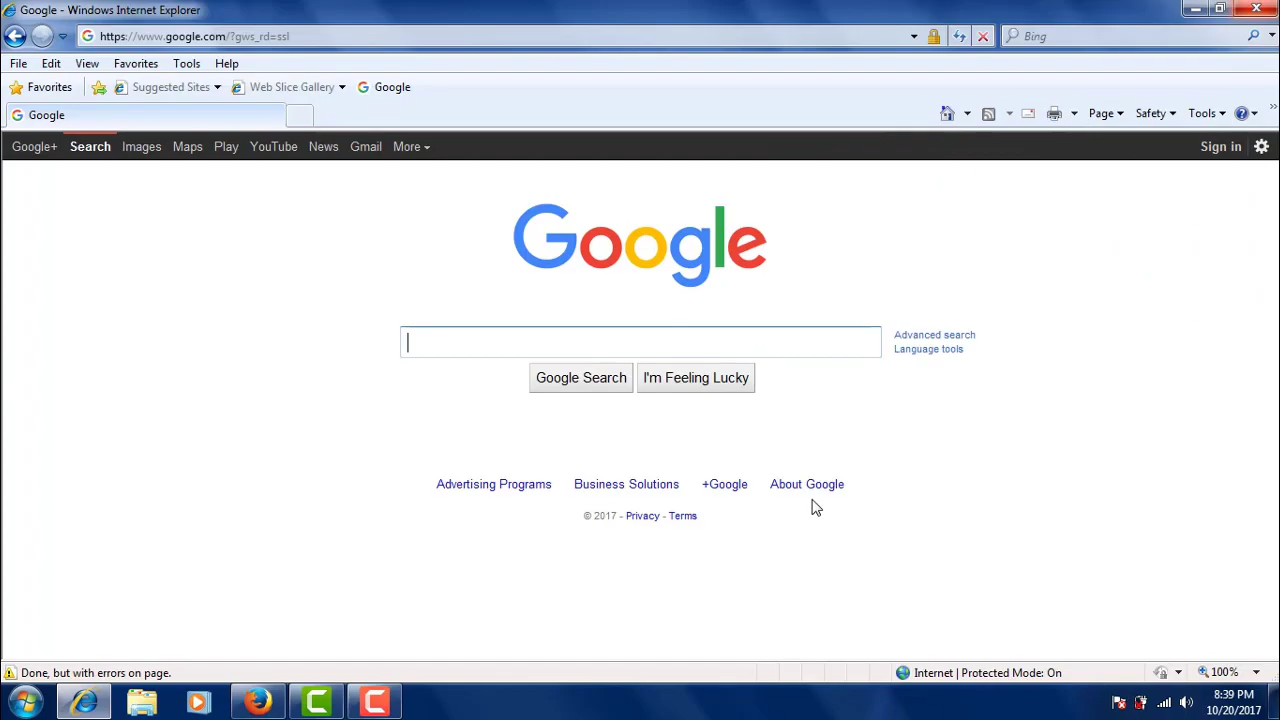 Google - Windows Internet Explorer
https://www.google.com/?gws_rd=ssl
Bing
File Edit View Favorites Tools Help
Favorites Suggested Sites Web Slice Gallery Google
Google
Page Safety Tools
Google+ Search Images Maps Play YouTube News Gmail More Sign in
Google
Advanced search
Language tools
Google Search I'm Feeling Lucky
Advertising Programs Business Solutions +Google About Google
© 2017 - Privacy - Terms
Done, but with errors on page. Internet | Protected Mode: On 100%
8:39 PM
10/20/2017